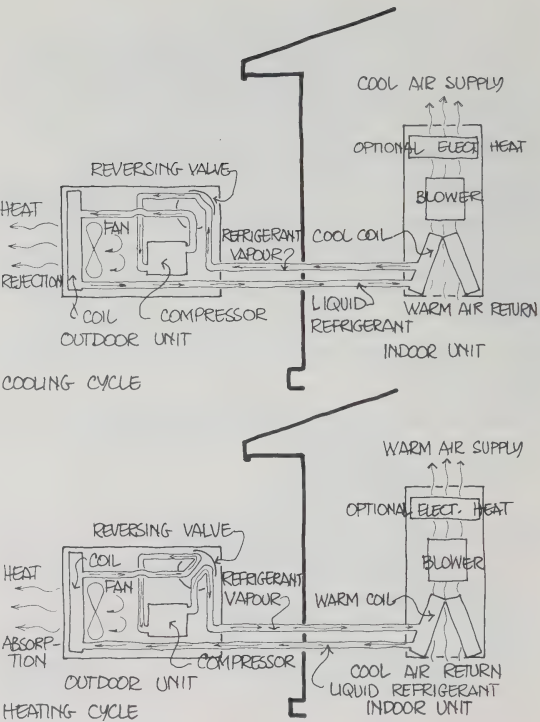 COOL AIR SUPPLY
OPTIONAL ELECT. HEAT
REVERSING VALVE
BLOWER
HEAT
FAN
REFRIGERANT
VAPOUR
COOL COIL
REJECTION
COIL
COMPRESSOR
LIQUID
REFRIGERANT
WARM AIR RETURN
OUTDOOR UNIT
INDOOR UNIT
COOLING CYCLE
WARM AIR SUPPLY
OPTIONAL ELECT. HEAT
REVERSING VALVE
COIL
BLOWER
HEAT
FAN
REFRIGERANT
VAPOUR
WARM COIL
ABSORP-
TION
COMPRESSOR
COOL AIR RETURN
OUTDOOR UNIT
LIQUID REFRIGERANT
INDOOR UNIT
HEATING CYCLE